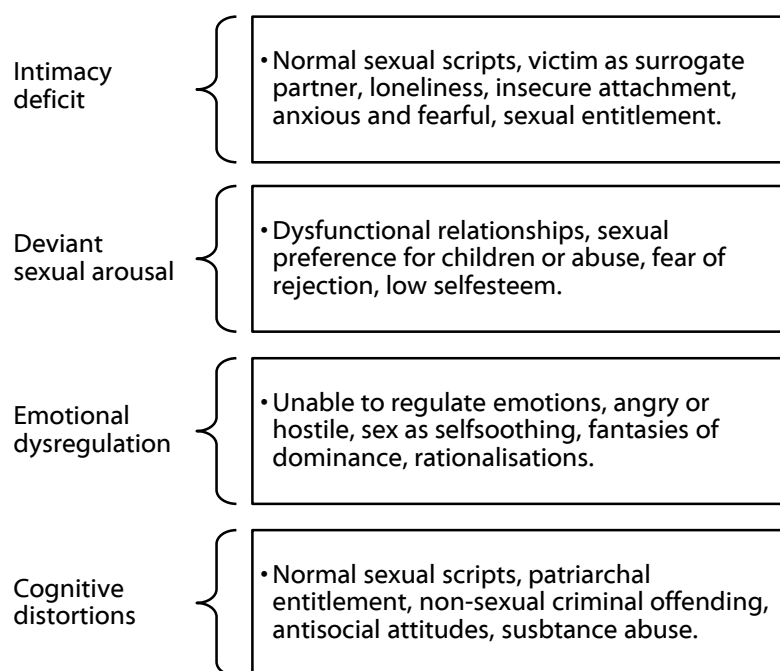 Intimacy
deficit
• Normal sexual scripts, victim as surrogate
partner, loneliness, insecure attachment,
anxious and fearful, sexual entitlement.
Deviant
sexual arousal
• Dysfunctional relationships, sexual
preference for children or abuse, fear of
rejection, low selfesteem.
Emotional
dysregulation
• Unable to regulate emotions, angry or
hostile, sex as selfsoothing, fantasies of
dominance, rationalisations.
Cognitive
distortions
• Normal sexual scripts, patriarchal
entitlement, non-sexual criminal offending,
antisocial attitudes, susbtance abuse.